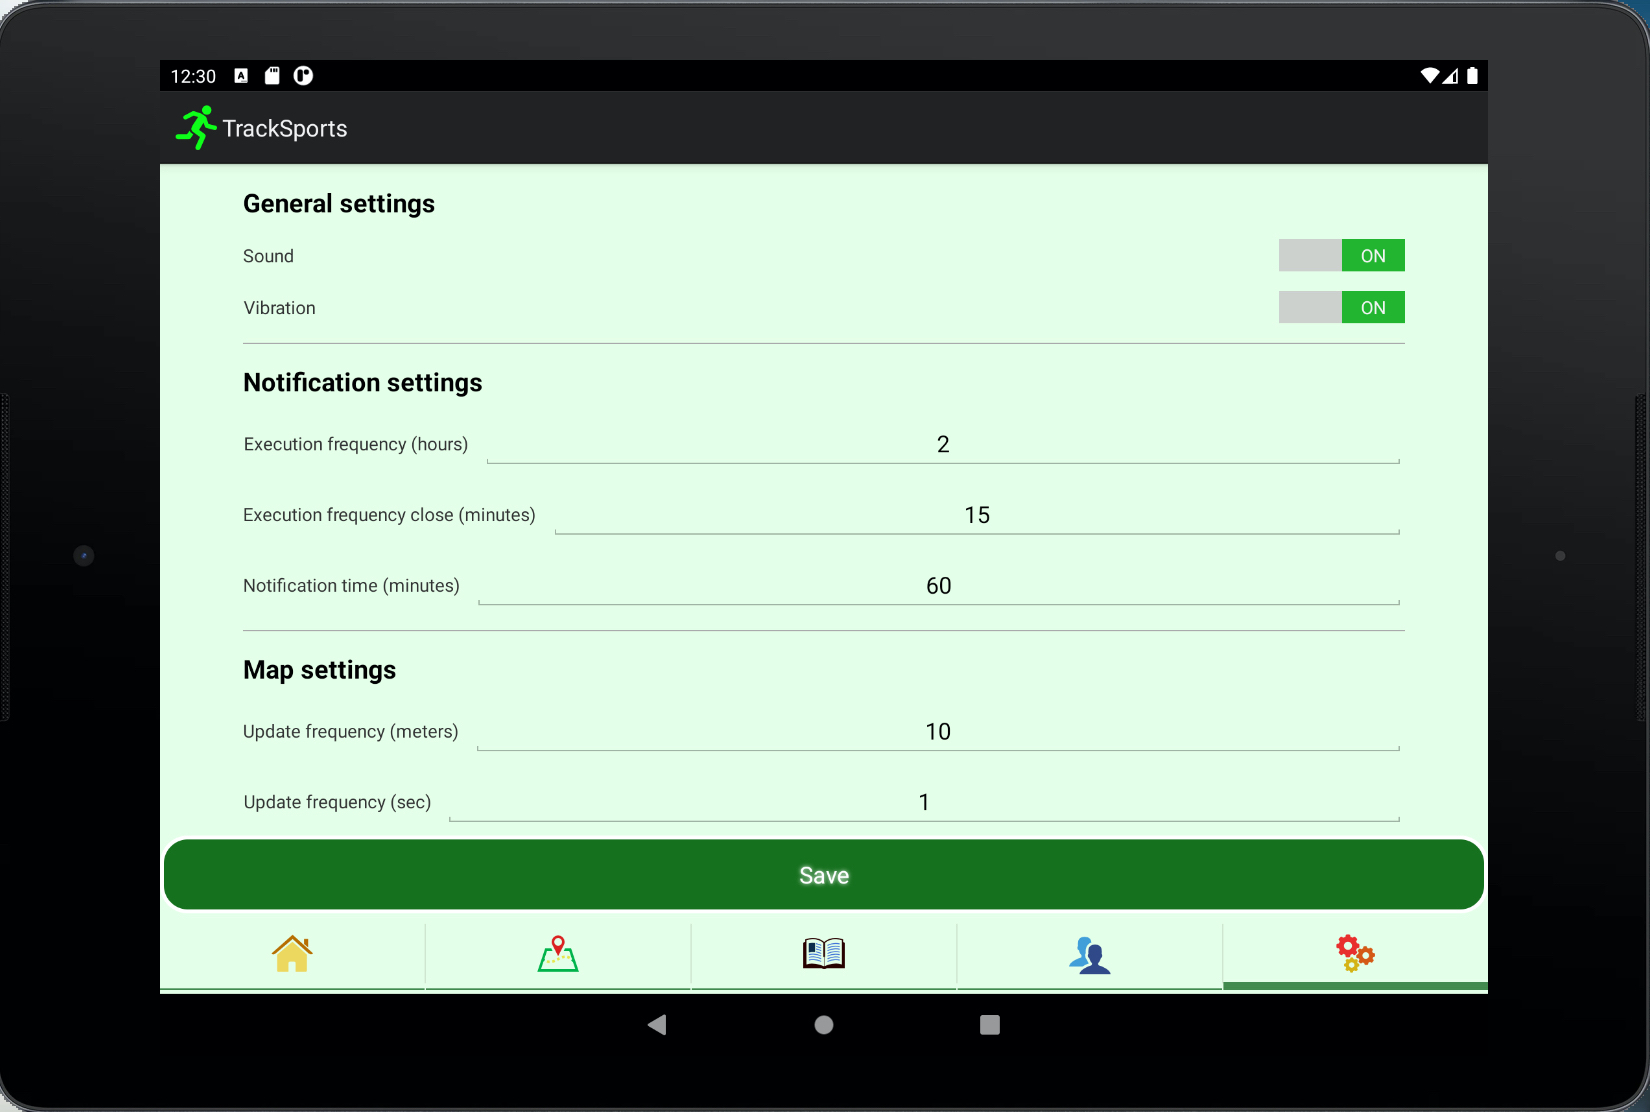 12:30
TrackSports
General settings
Sound ON
Vibration ON
Notification settings
Execution frequency (hours) 2
Execution frequency close (minutes) 15
Notification time (minutes) 60
Map settings
Update frequency (meters) 10
Update frequency (sec) 1
Save